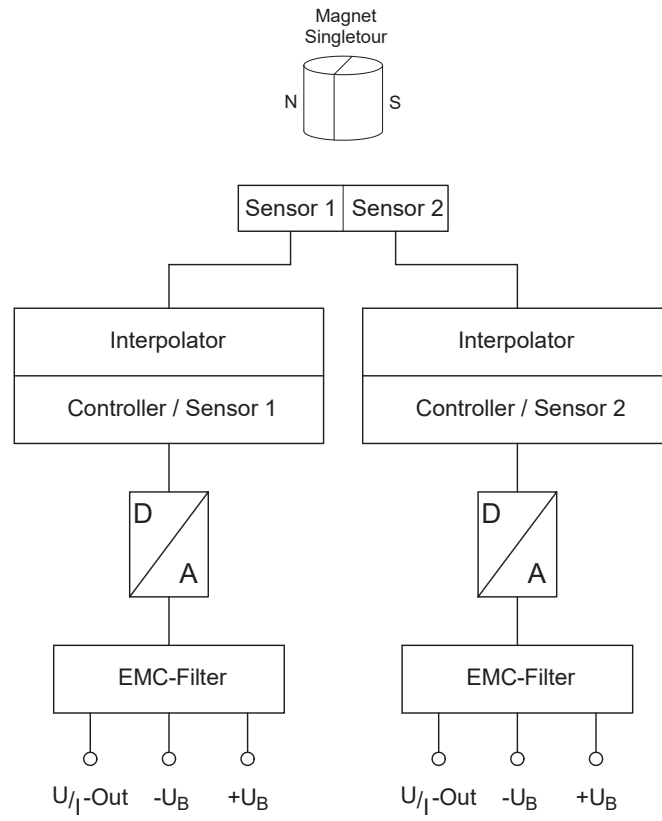 Magnet
Singletour
N S
Sensor 1 Sensor 2
Interpolator Interpolator
Controller / Sensor 1 Controller / Sensor 2
D D
A A
EMC-Filter EMC-Filter
U/I-Out -UB +UB U/I-Out -UB +UB